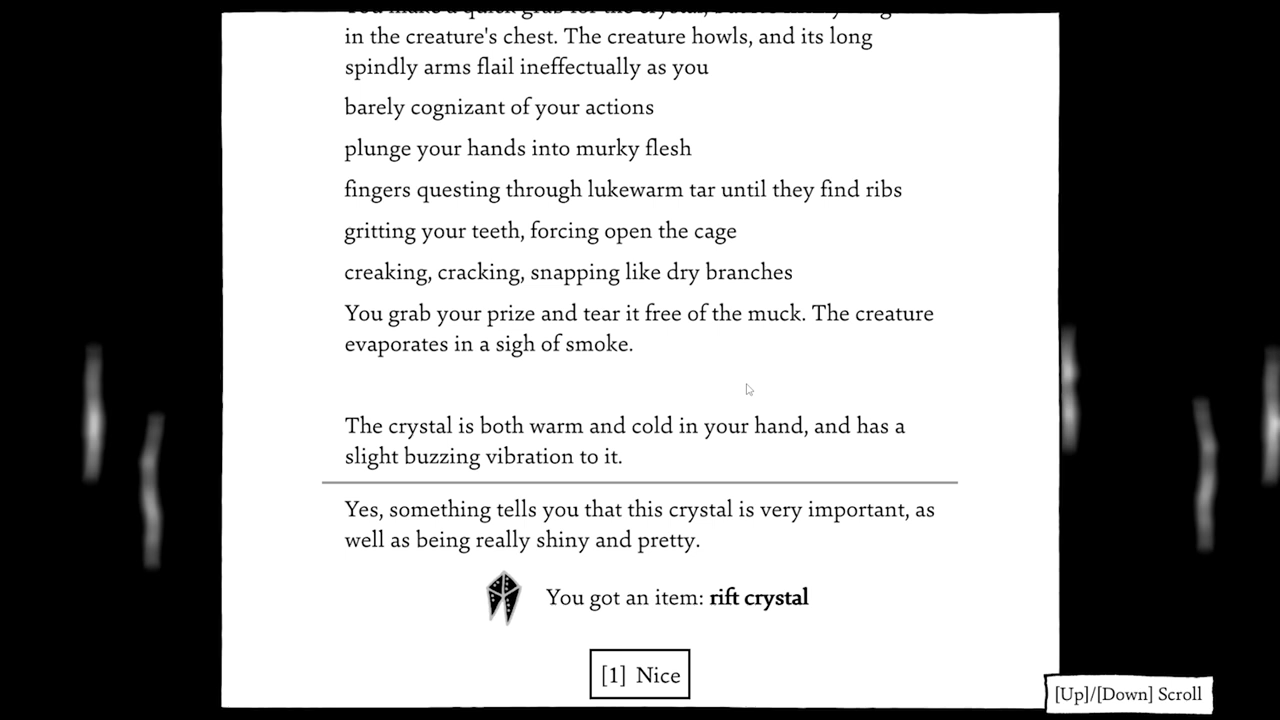 in the creature's chest. The creature howls, and its long
spindly arms flail ineffectually as you
barely cognizant of your actions
plunge your hands into murky flesh
fingers questing through lukewarm tar until they find ribs
gritting your teeth, forcing open the cage
creaking, cracking, snapping like dry branches
You grab your prize and tear it free of the muck. The creature
evaporates in a sigh of smoke.
The crystal is both warm and cold in your hand, and has a
slight buzzing vibration to it.
Yes, something tells you that this crystal is very important, as
well as being really shiny and pretty.
You got an item: rift crystal
[1] Nice
[Up]/[Down] Scroll